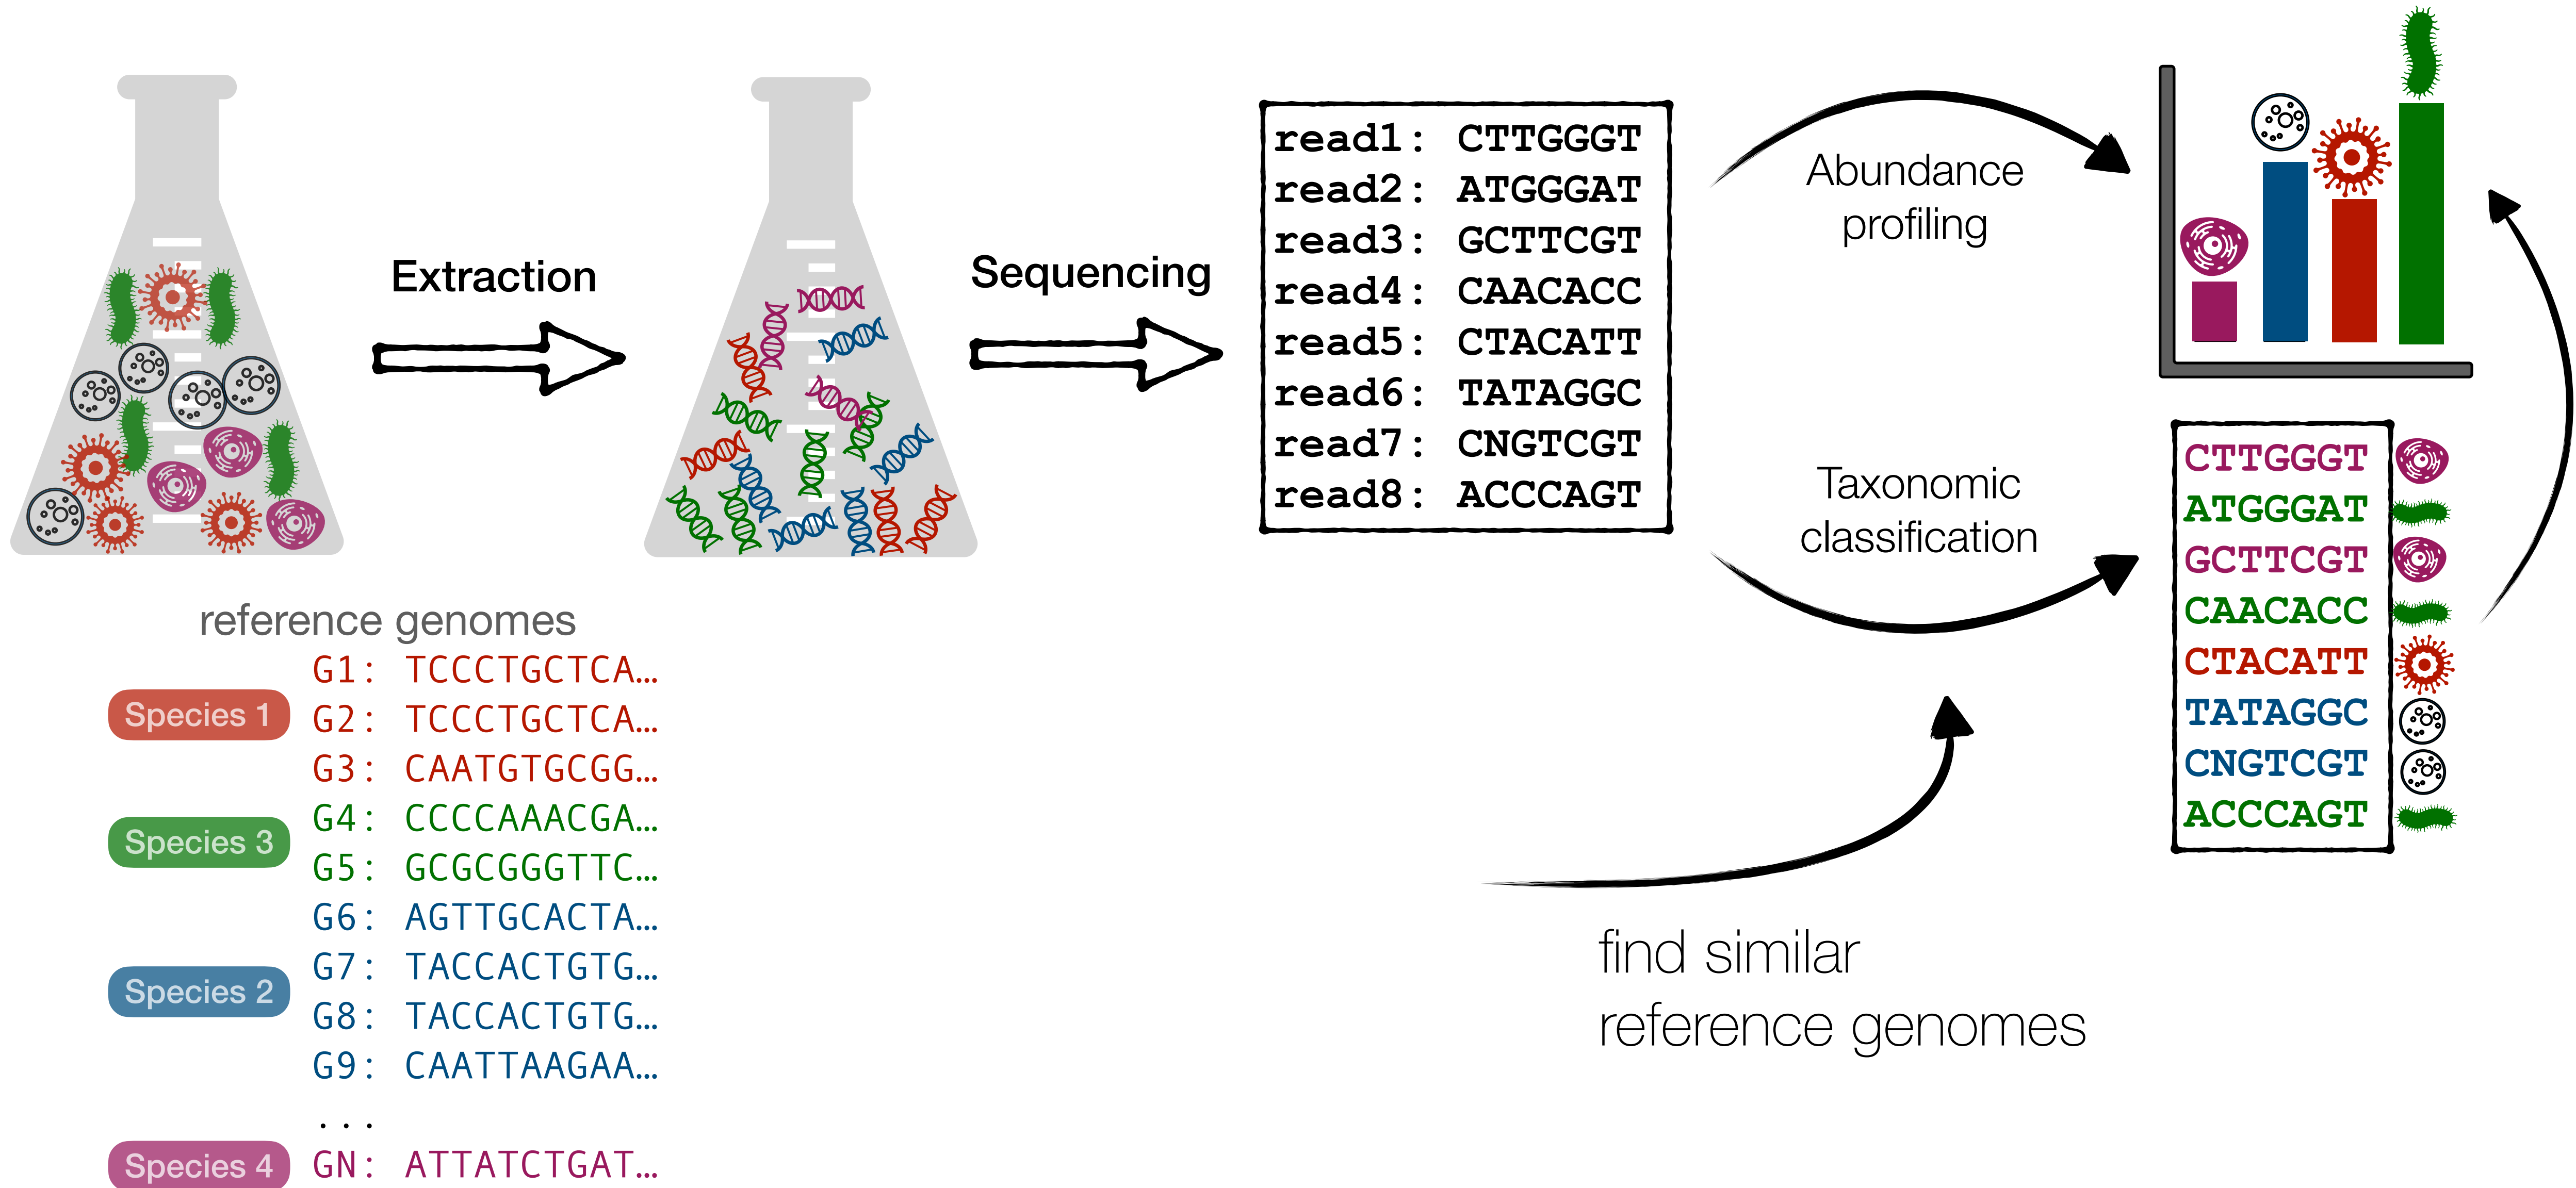 Extraction
Sequencing
read1: CTTGGGT
read2: ATGGGAT
read3: GCTTCGT
read4: CAACACC
read5: CTACATT
read6: TATAGGC
read7: CNGTCGT
read8: ACCCAGT
Abundance
profiling
Taxonomic
classification
CTTGGGT
ATGGGAT
GCTTCGT
CAACACC
CTACATT
TATAGGC
CNGTCGT
ACCCAGT
find similar
reference genomes
reference genomes
Species 1
G1: TCCCTGCTCA…
G2: TCCCTGCTCA…
G3: CAATGTGCGG…
Species 3
G4: CCCCAAACGA…
G5: GCGCGGGTTC…
Species 2
G6: AGTTGCACTA…
G7: TACCACTGTG…
G8: TACCACTGTG…
G9: CAATTAAGAA…
...
Species 4
GN: ATTATCTGAT…